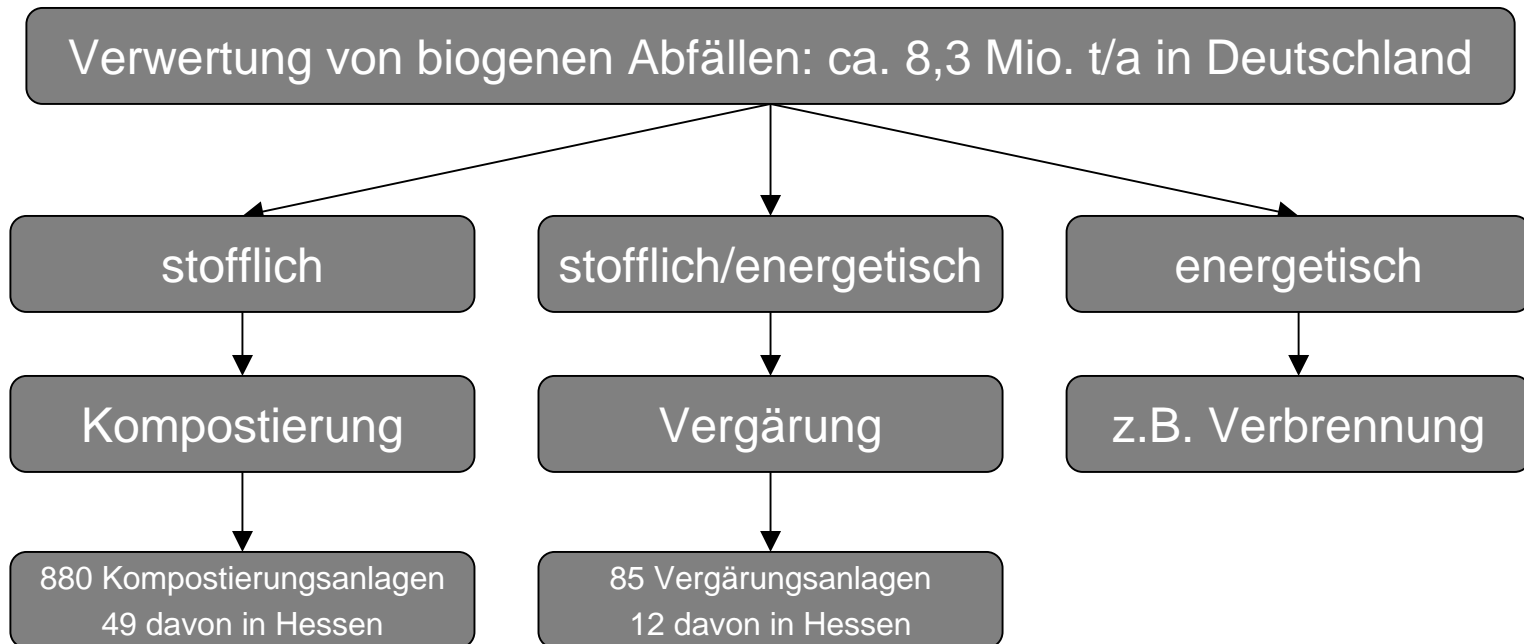 Verwertung von biogenen Abfällen: ca. 8,3 Mio. t/a in Deutschland
stofflich
stofflich/energetisch
energetisch
Kompostierung
Vergärung
z.B. Verbrennung
880 Kompostierungsanlagen
49 davon in Hessen
85 Vergärungsanlagen
12 davon in Hessen